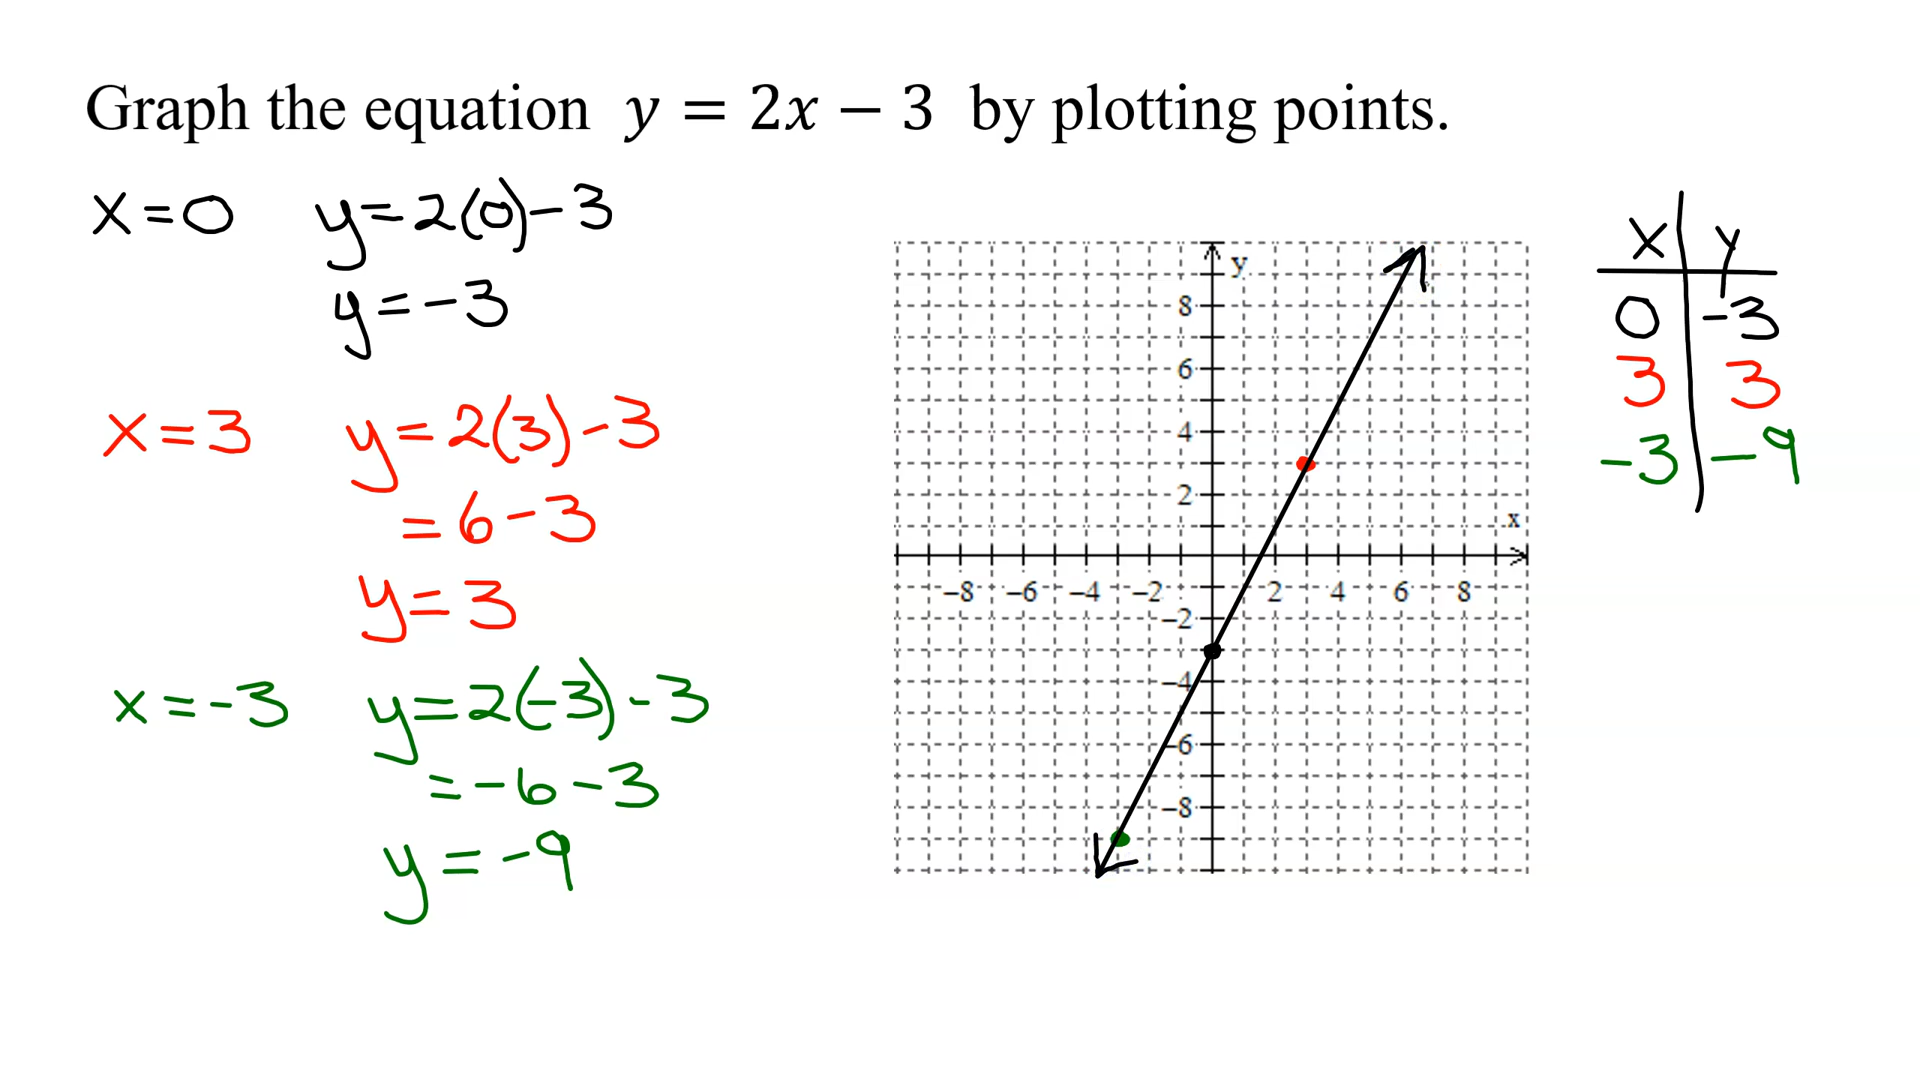 Graph the equation y = 2x − 3 by plotting points.
x=0 y=2(0)-3
y=-3
x=3 y=2(3)-3
=6-3
y=3
x=-3 y=2(-3)-3
=-6-3
y=-9
y
8
6
4
2
x
-8 -6 -4 -2 2 4 6 8
-2
-4
-6
-8
x y
0 -3
3 3
-3 -9